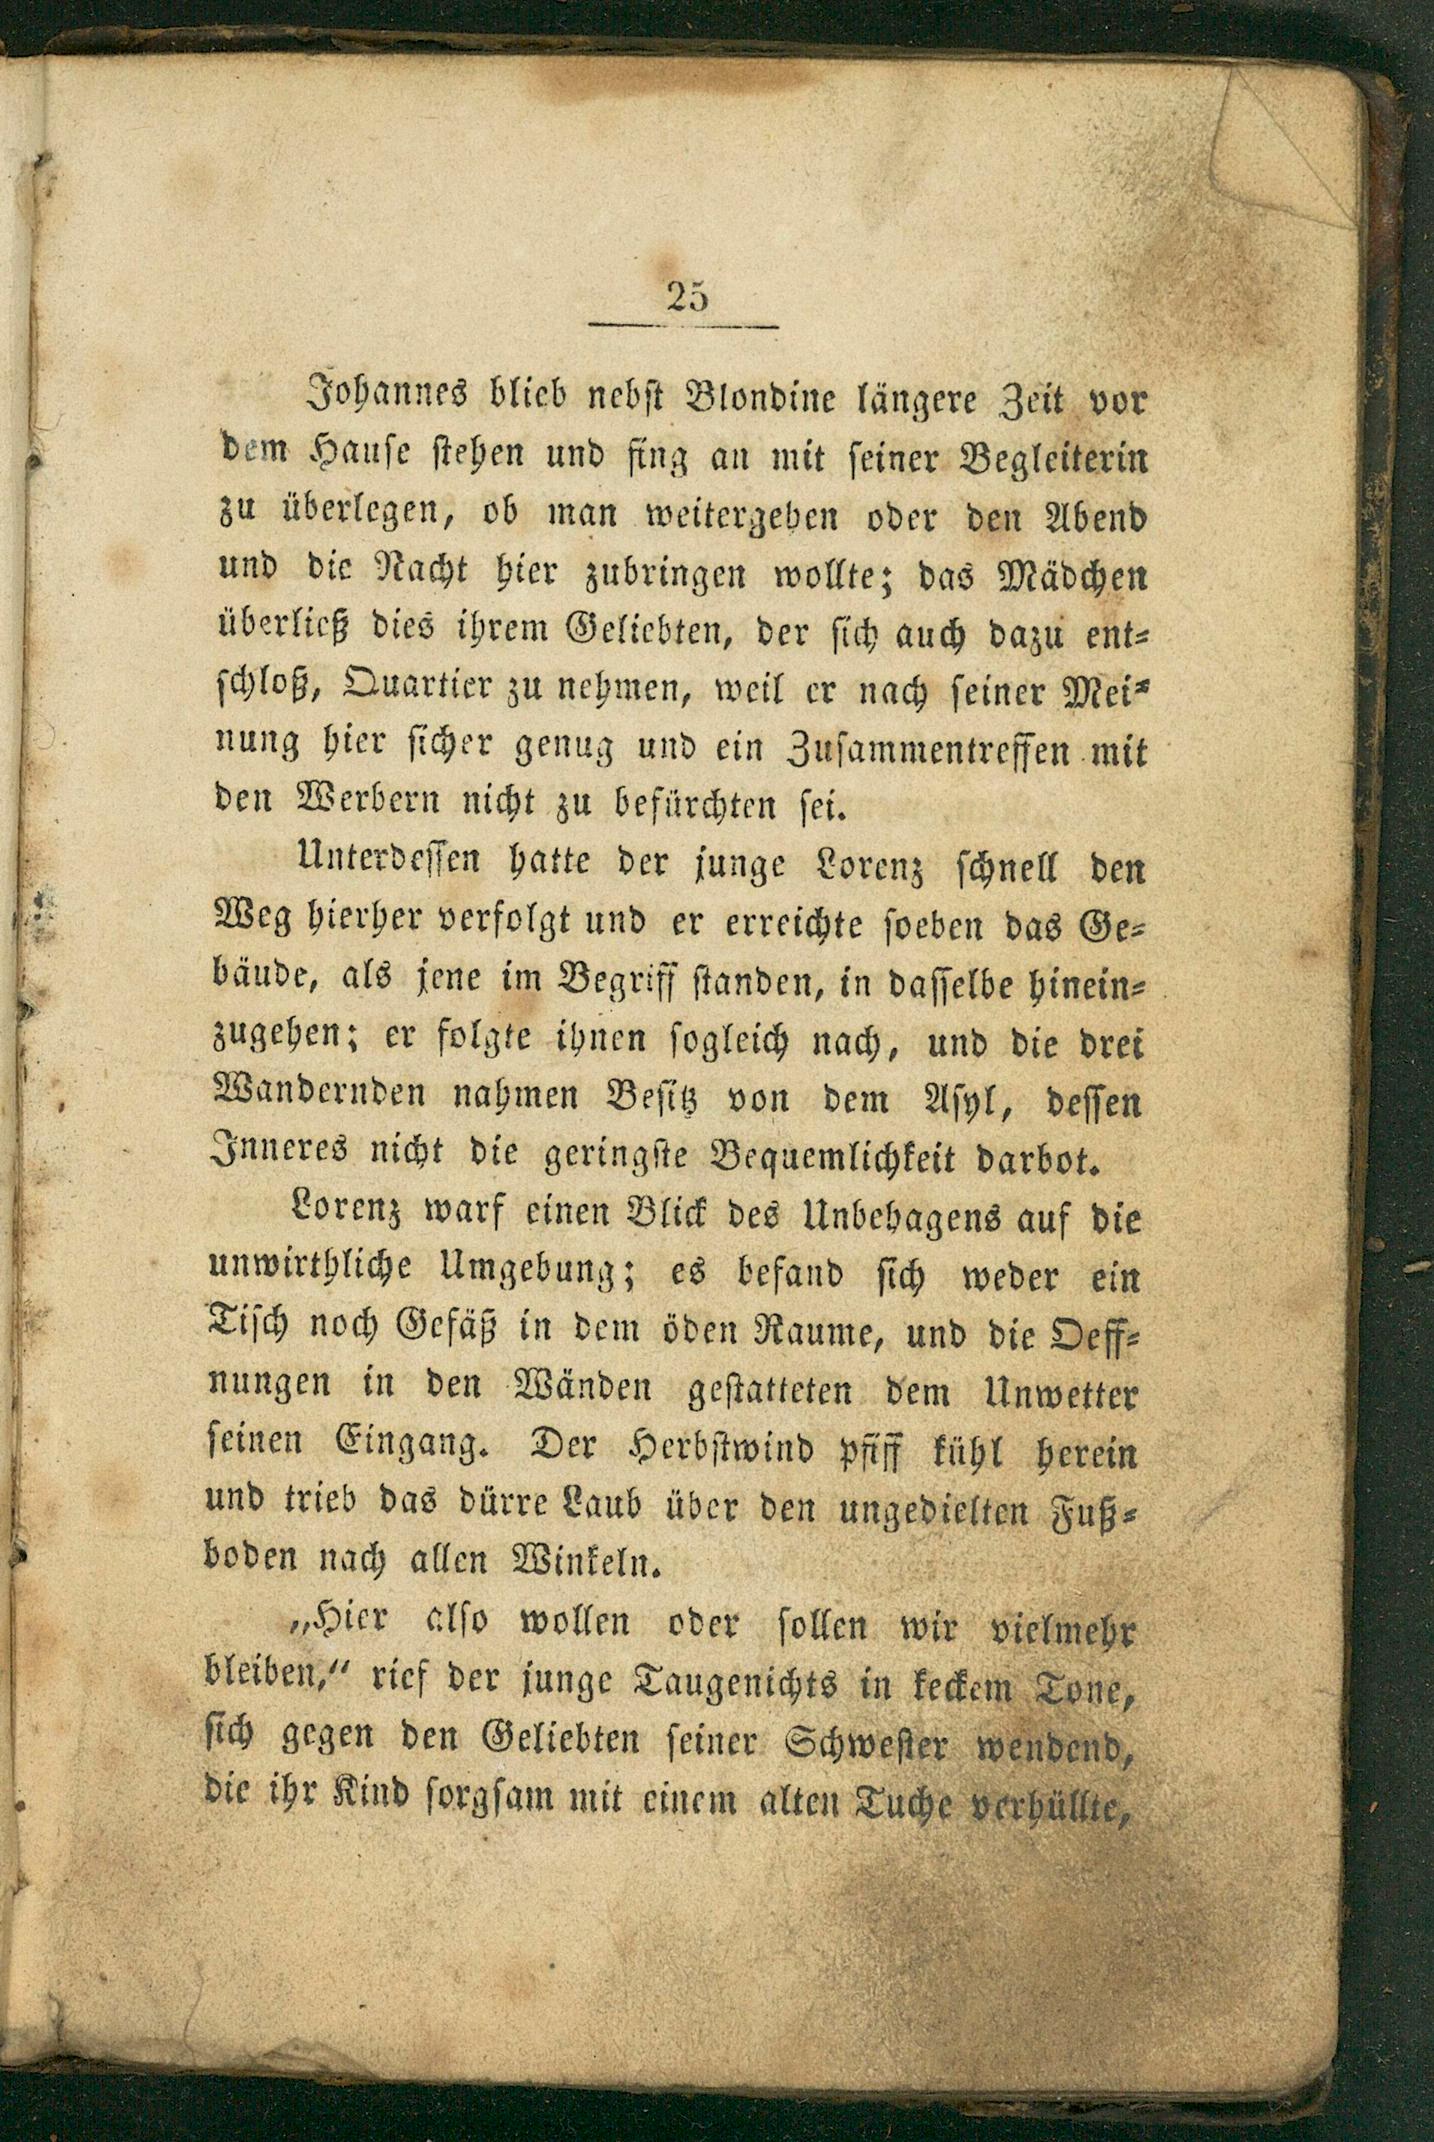 25
Johannes blieb nebst Blondine längere Zeit vor
dem Hause stehen und fing an mit seiner Begleiterin
zu überlegen, ob man weitergehen oder den Abend
und die Nacht hier zubringen wollte; das Mädchen
überließ dies ihrem Geliebten, der sich auch dazu ent-
schloß, Quartier zu nehmen, weil er nach seiner Mei-
nung hier sicher genug und ein Zusammentreffen mit
den Werbern nicht zu befürchten sei.
Unterdessen hatte der junge Lorenz schnell den
Weg hierher verfolgt und er erreichte soeben das Ge-
bäude, als jene im Begriff standen, in dasselbe hinein-
zugehen; er folgte ihnen sogleich nach, und die drei
Wandernden nahmen Besitz von dem Asyl, dessen
Inneres nicht die geringste Bequemlichkeit darbot.
Lorenz warf einen Blick des Unbehagens auf die
unwirthliche Umgebung; es befand sich weder ein
Tisch noch Gefäß in dem öden Raume, und die Oeff-
nungen in den Wänden gestatteten dem Unwetter
seinen Eingang. Der Herbstwind pfiff kühl herein
und trieb das dürre Laub über den ungedielten Fuß-
boden nach allen Winkeln.
„Hier also wollen oder sollen wir vielmehr
bleiben,“ rief der junge Taugenichts in keckem Tone,
sich gegen den Geliebten seiner Schwester wendend,
die ihr Kind sorgsam mit einem alten Tuche verhüllte,